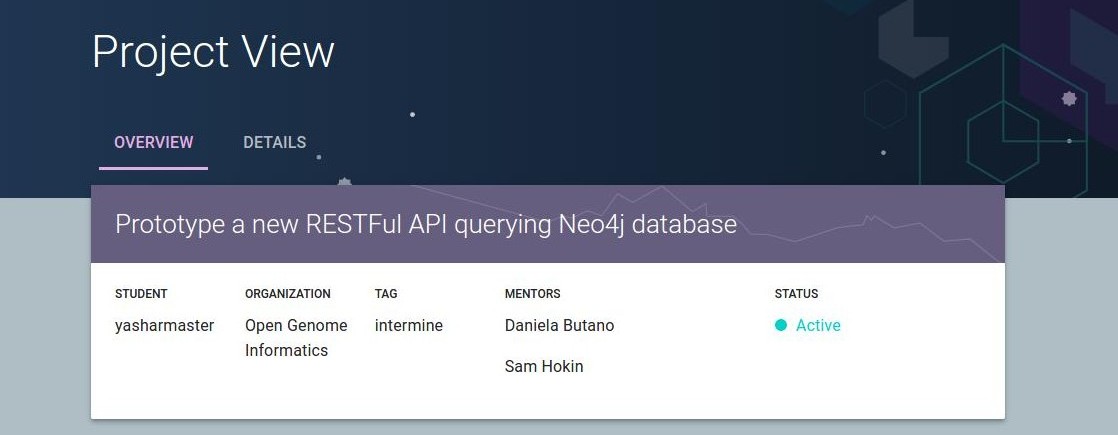 Project View
OVERVIEW DETAILS
Prototype a new RESTFul API querying Neo4j database
STUDENT ORGANIZATION TAG MENTORS STATUS
yasharmaster Open Genome intermine Daniela Butano Active
Informatics
Sam Hokin